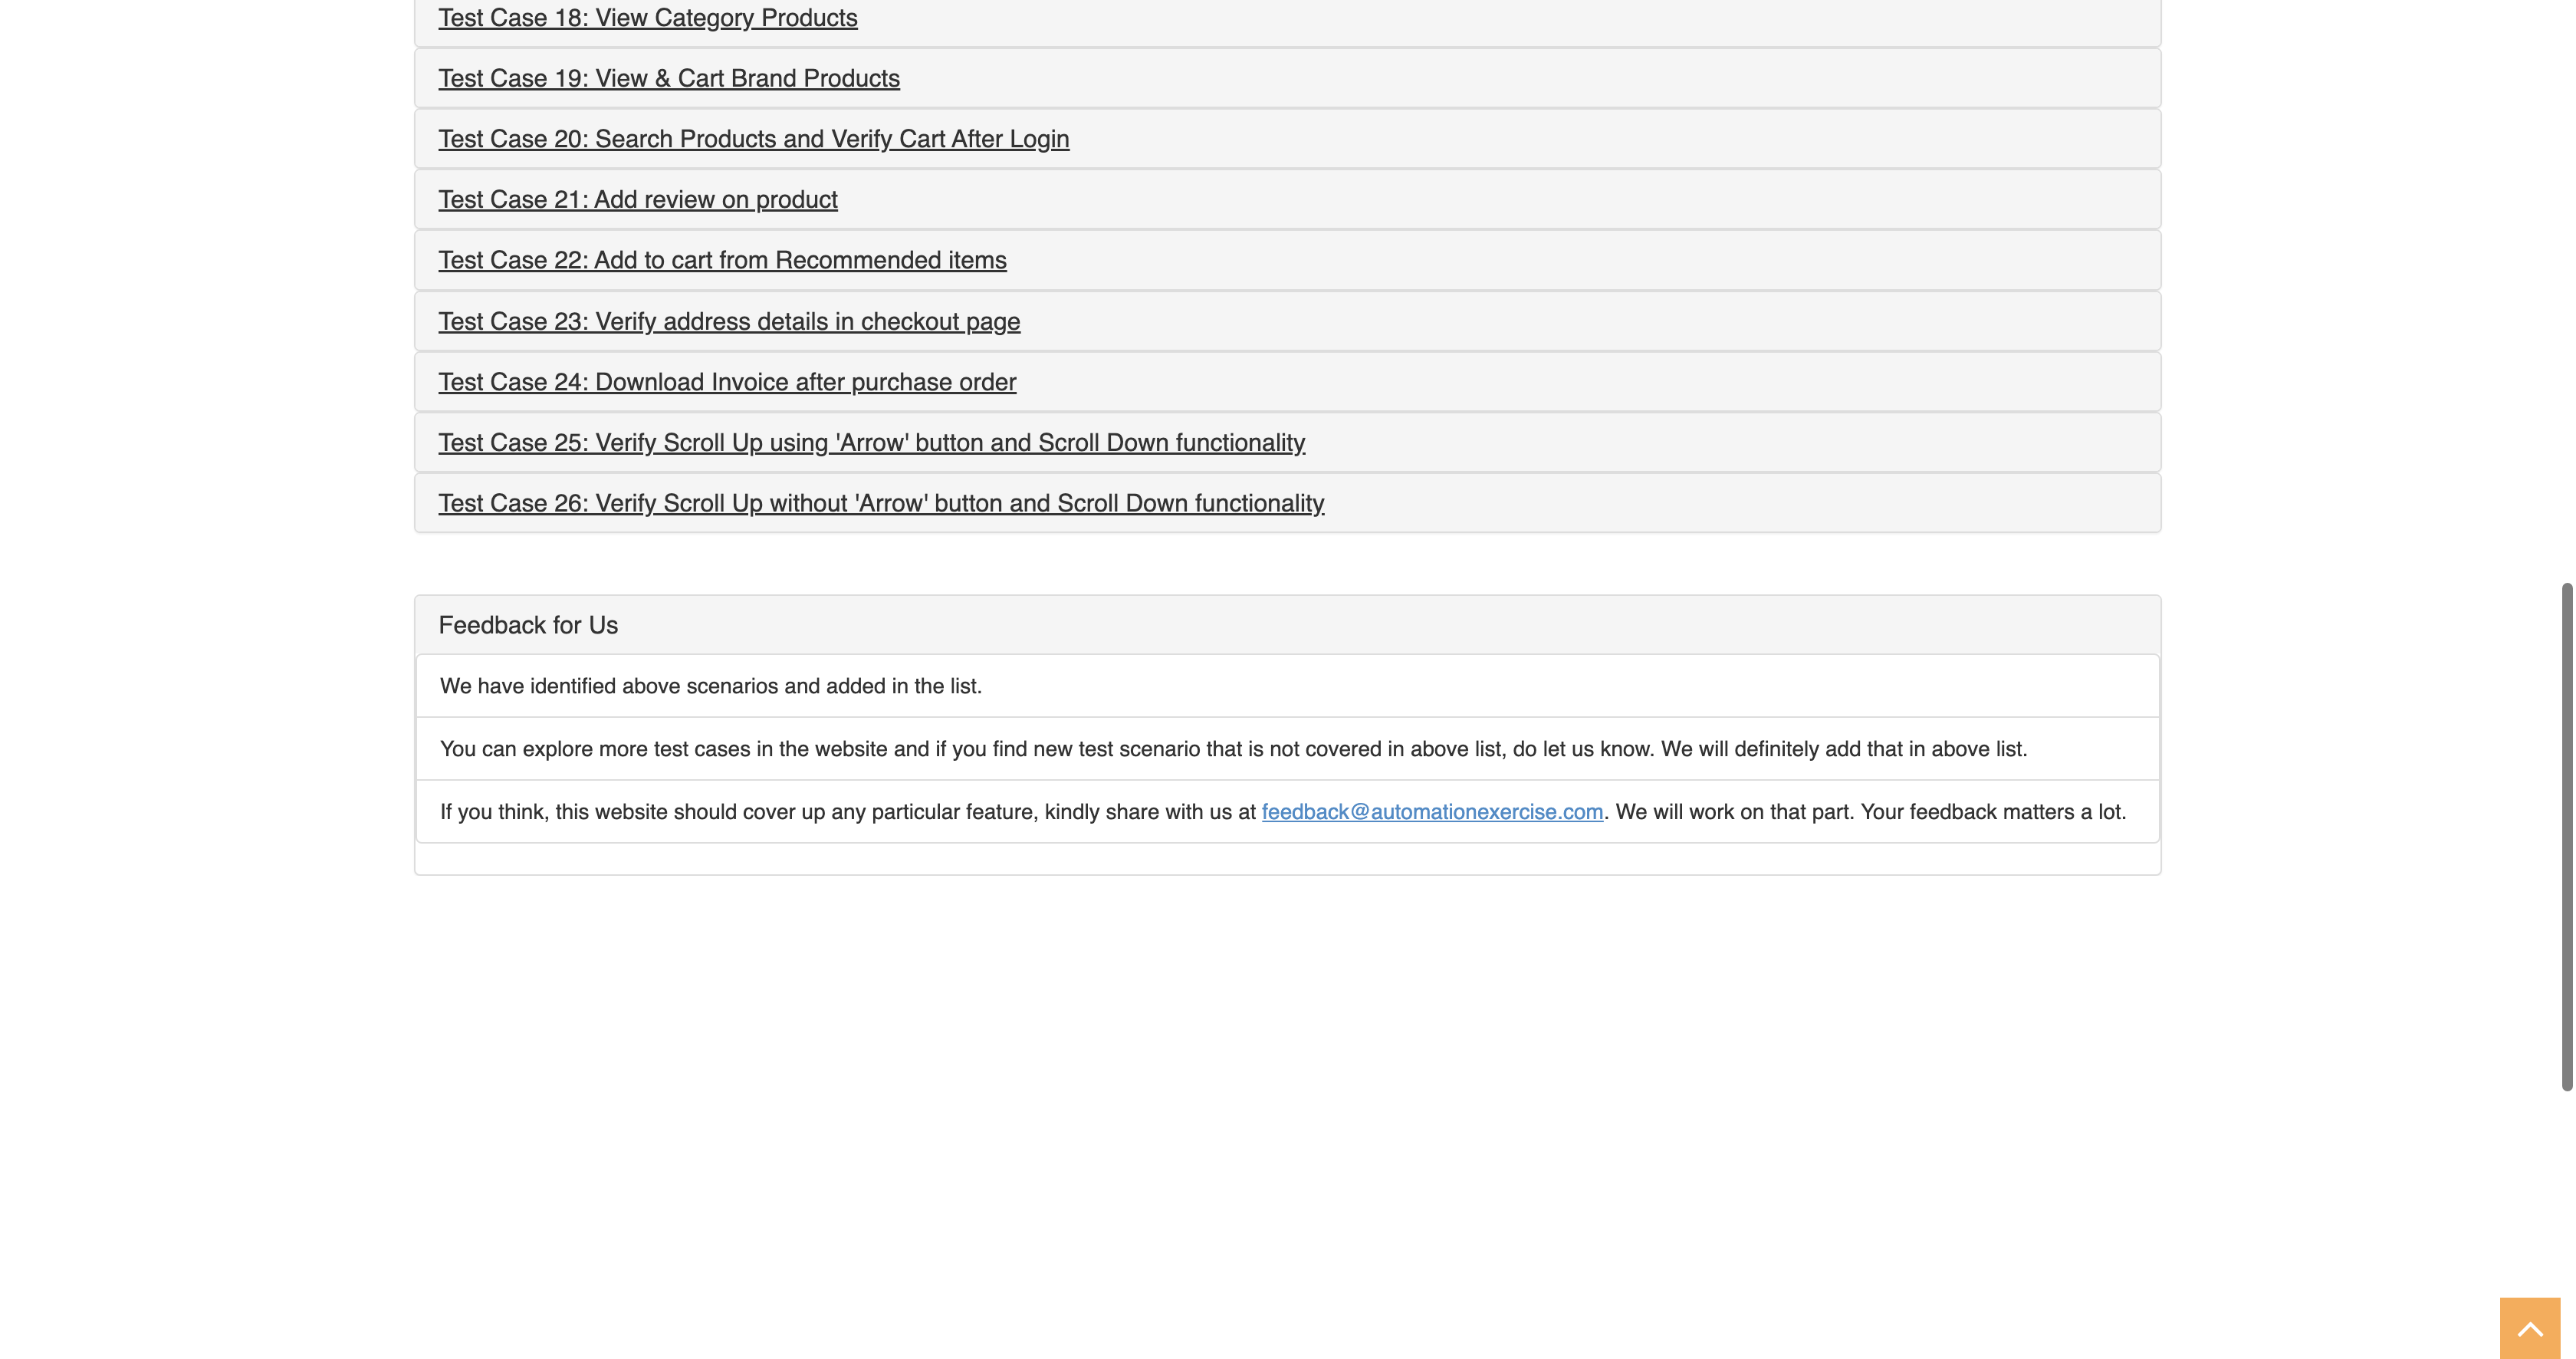 Test Case 18: View Category Products
Test Case 19: View & Cart Brand Products
Test Case 20: Search Products and Verify Cart After Login
Test Case 21: Add review on product
Test Case 22: Add to cart from Recommended items
Test Case 23: Verify address details in checkout page
Test Case 24: Download Invoice after purchase order
Test Case 25: Verify Scroll Up using 'Arrow' button and Scroll Down functionality
Test Case 26: Verify Scroll Up without 'Arrow' button and Scroll Down functionality
Feedback for Us
We have identified above scenarios and added in the list.
You can explore more test cases in the website and if you find new test scenario that is not covered in above list, do let us know. We will definitely add that in above list.
If you think, this website should cover up any particular feature, kindly share with us at feedback@automationexercise.com. We will work on that part. Your feedback matters a lot.